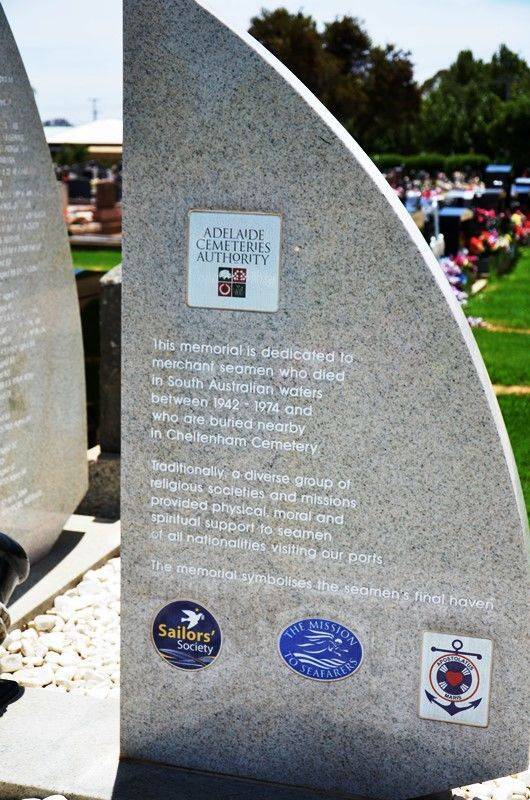 ADELAIDE
CEMETERIES
AUTHORITY
This memorial is dedicated to
merchant seamen who died
in South Australian waters
between 1942 - 1974 and
who are buried nearby
in Cheltenham Cemetery
Traditionally, a diverse group of
religious societies and missions
provided physical, moral and
spiritual support to seamen
of all nationalities visiting our ports
The memorial symbolises the seamen's final haven
Sailors'
Society
THE MISSION
TO SEAFARERS
APOSTOLATUS
MARIS